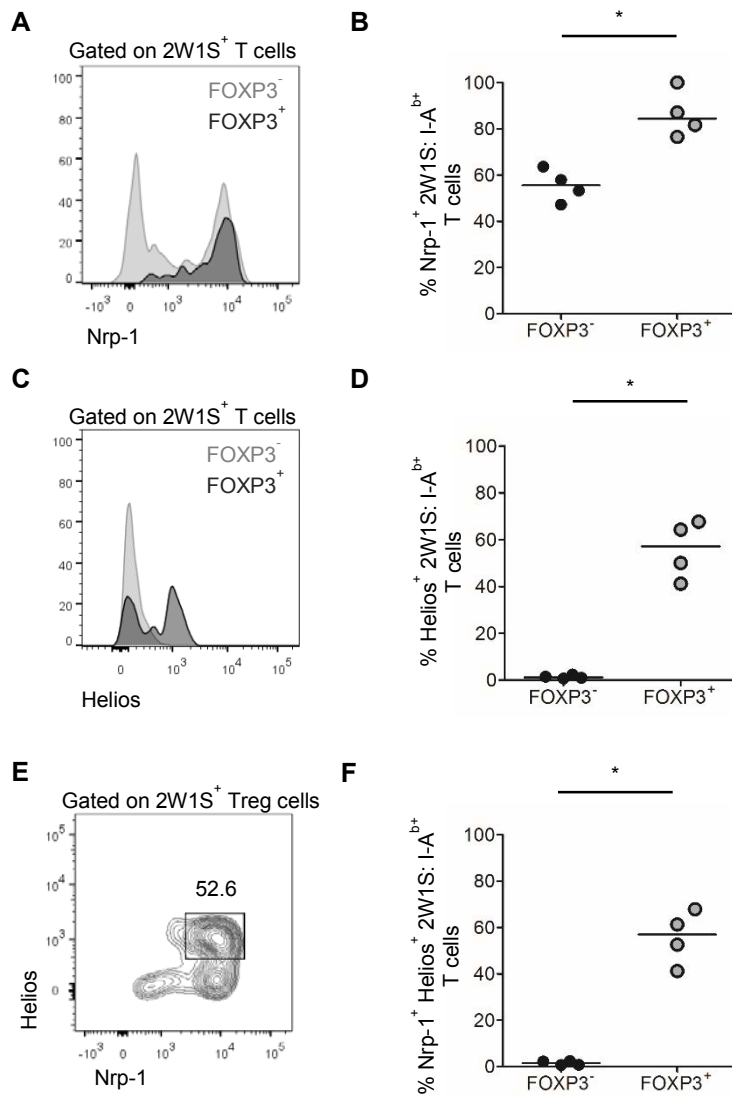 A
Gated on 2W1S⁺ T cells
FOXP3⁻
FOXP3⁺
100
80
60
40
20
0
-10³ 0 10³ 10⁴ 10⁵
Nrp-1
B
*
% Nrp-1⁺ 2W1S: I-Aᵇ⁺
T cells
100
80
60
40
20
0
FOXP3⁻ FOXP3⁺
C
Gated on 2W1S⁺ T cells
FOXP3⁻
FOXP3⁺
100
80
60
40
20
0
0 10³ 10⁴ 10⁵
Helios
D
*
% Helios⁺ 2W1S: I-Aᵇ⁺
T cells
100
80
60
40
20
0
FOXP3⁻ FOXP3⁺
E
Gated on 2W1S⁺ Treg cells
52.6
10⁵
10⁴
10³
0
Helios
-10³ 0 10³ 10⁴ 10⁵
Nrp-1
F
*
% Nrp-1⁺ Helios⁺ 2W1S: I-Aᵇ⁺
T cells
100
80
60
40
20
0
FOXP3⁻ FOXP3⁺